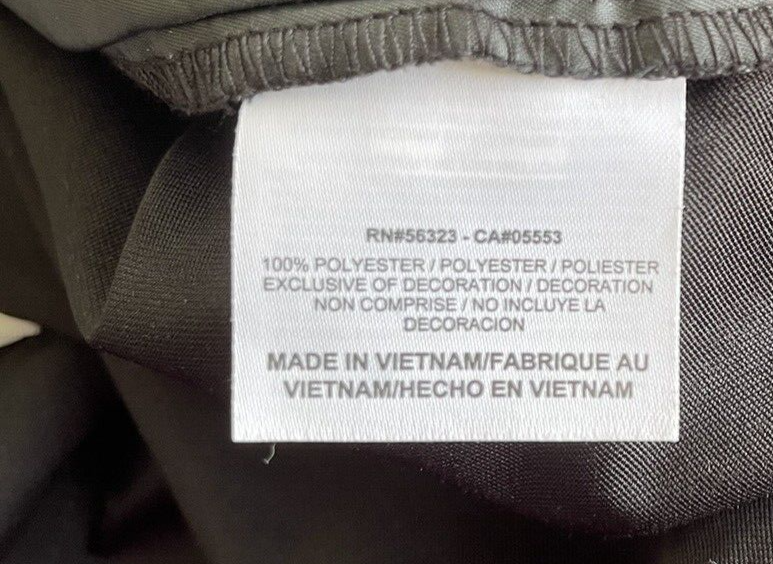 RN#56323 - CA#05553
100% POLYESTER / POLYESTER / POLIESTER
EXCLUSIVE OF DECORATION / DECORATION
NON COMPRISE / NO INCLUYE LA
DECORACION
MADE IN VIETNAM/FABRIQUE AU
VIETNAM/HECHO EN VIETNAM